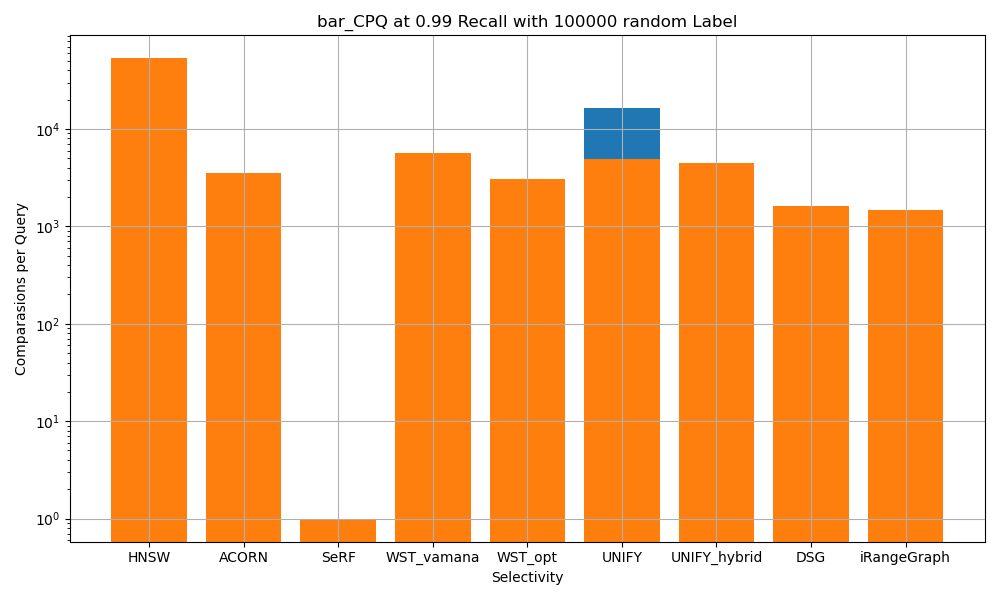 bar_CPQ at 0.99 Recall with 100000 random Label
Comparasions per Query
10^4
10^3
10^2
10^1
10^0
HNSW ACORN SeRF WST_vamana WST_opt UNIFY UNIFY_hybrid DSG iRangeGraph
Selectivity